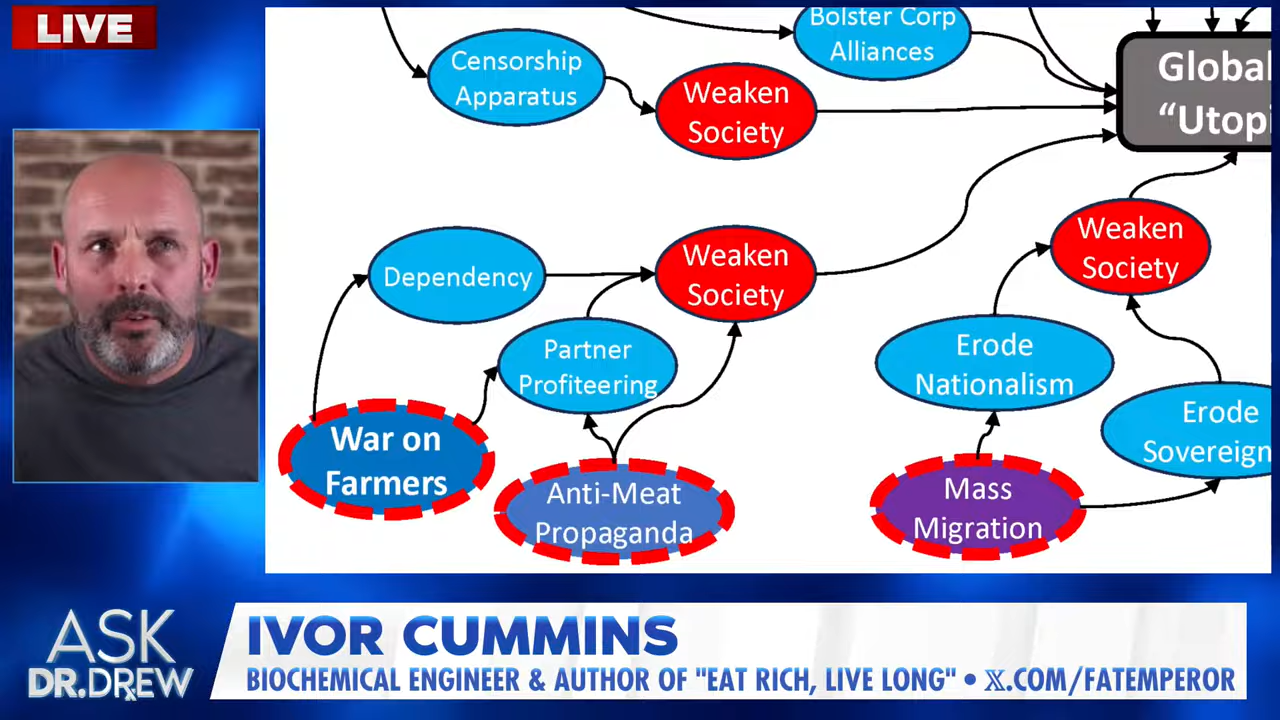 LIVE
Bolster Corp
Alliances
Censorship
Apparatus
Weaken
Society
Global
“Utopi
Dependency
Weaken
Society
Weaken
Society
Partner
Profiteering
Erode
Nationalism
Erode
Sovereign
War on
Farmers
Anti-Meat
Propaganda
Mass
Migration
ASK
DR.DREW
IVOR CUMMINS
BIOCHEMICAL ENGINEER & AUTHOR OF "EAT RICH, LIVE LONG" • X.COM/FATEMPEROR